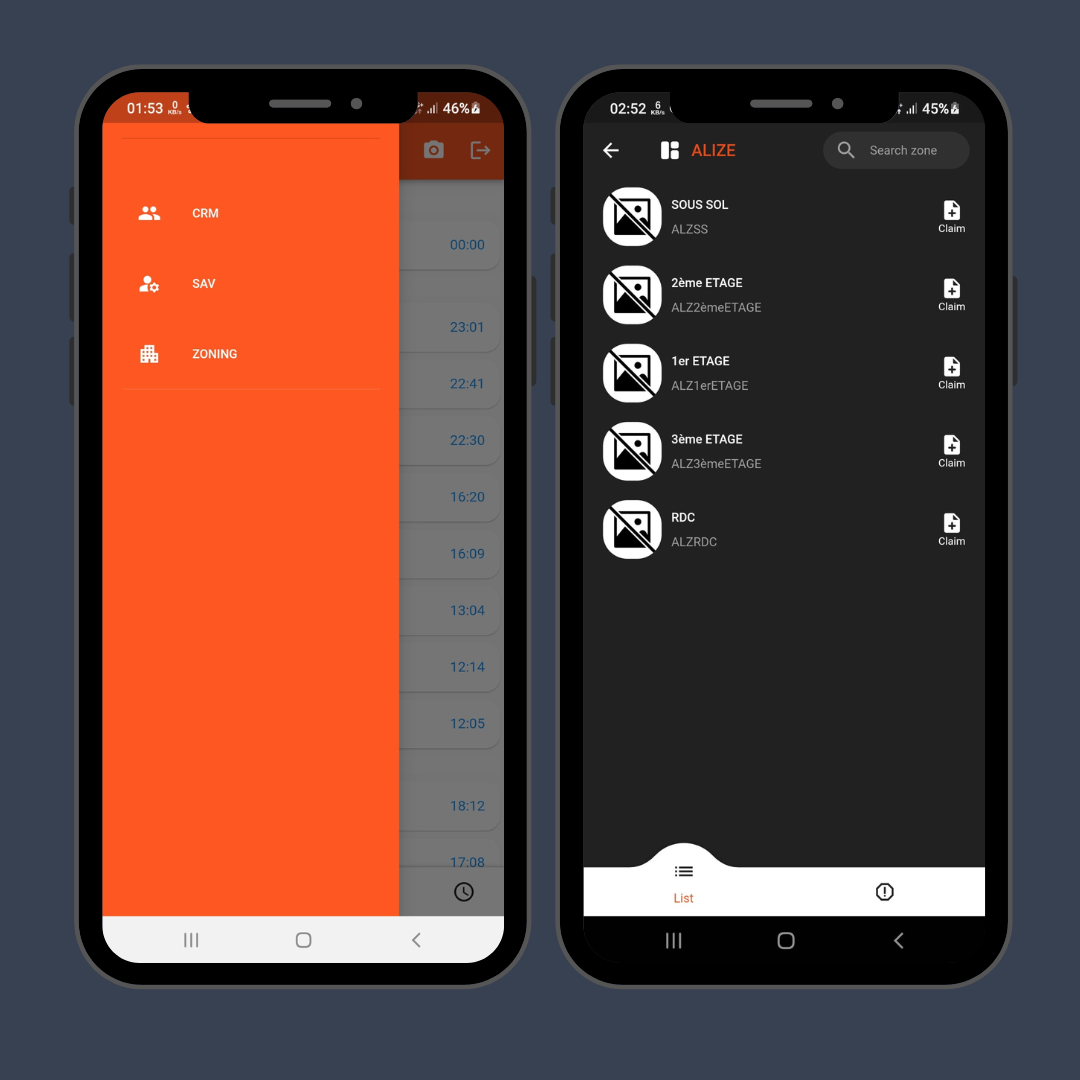 01:53 0 KB/s 46%
CRM
SAV
ZONING
00:00
23:01
22:41
22:30
16:20
16:09
13:04
12:14
12:05
18:12
17:08
02:52 6 KB/s 45%
ALIZE
Search zone
SOUS SOL
ALZSS
Claim
2ème ETAGE
ALZ2èmeETAGE
Claim
1er ETAGE
ALZ1erETAGE
Claim
3ème ETAGE
ALZ3èmeETAGE
Claim
RDC
ALZRDC
Claim
List